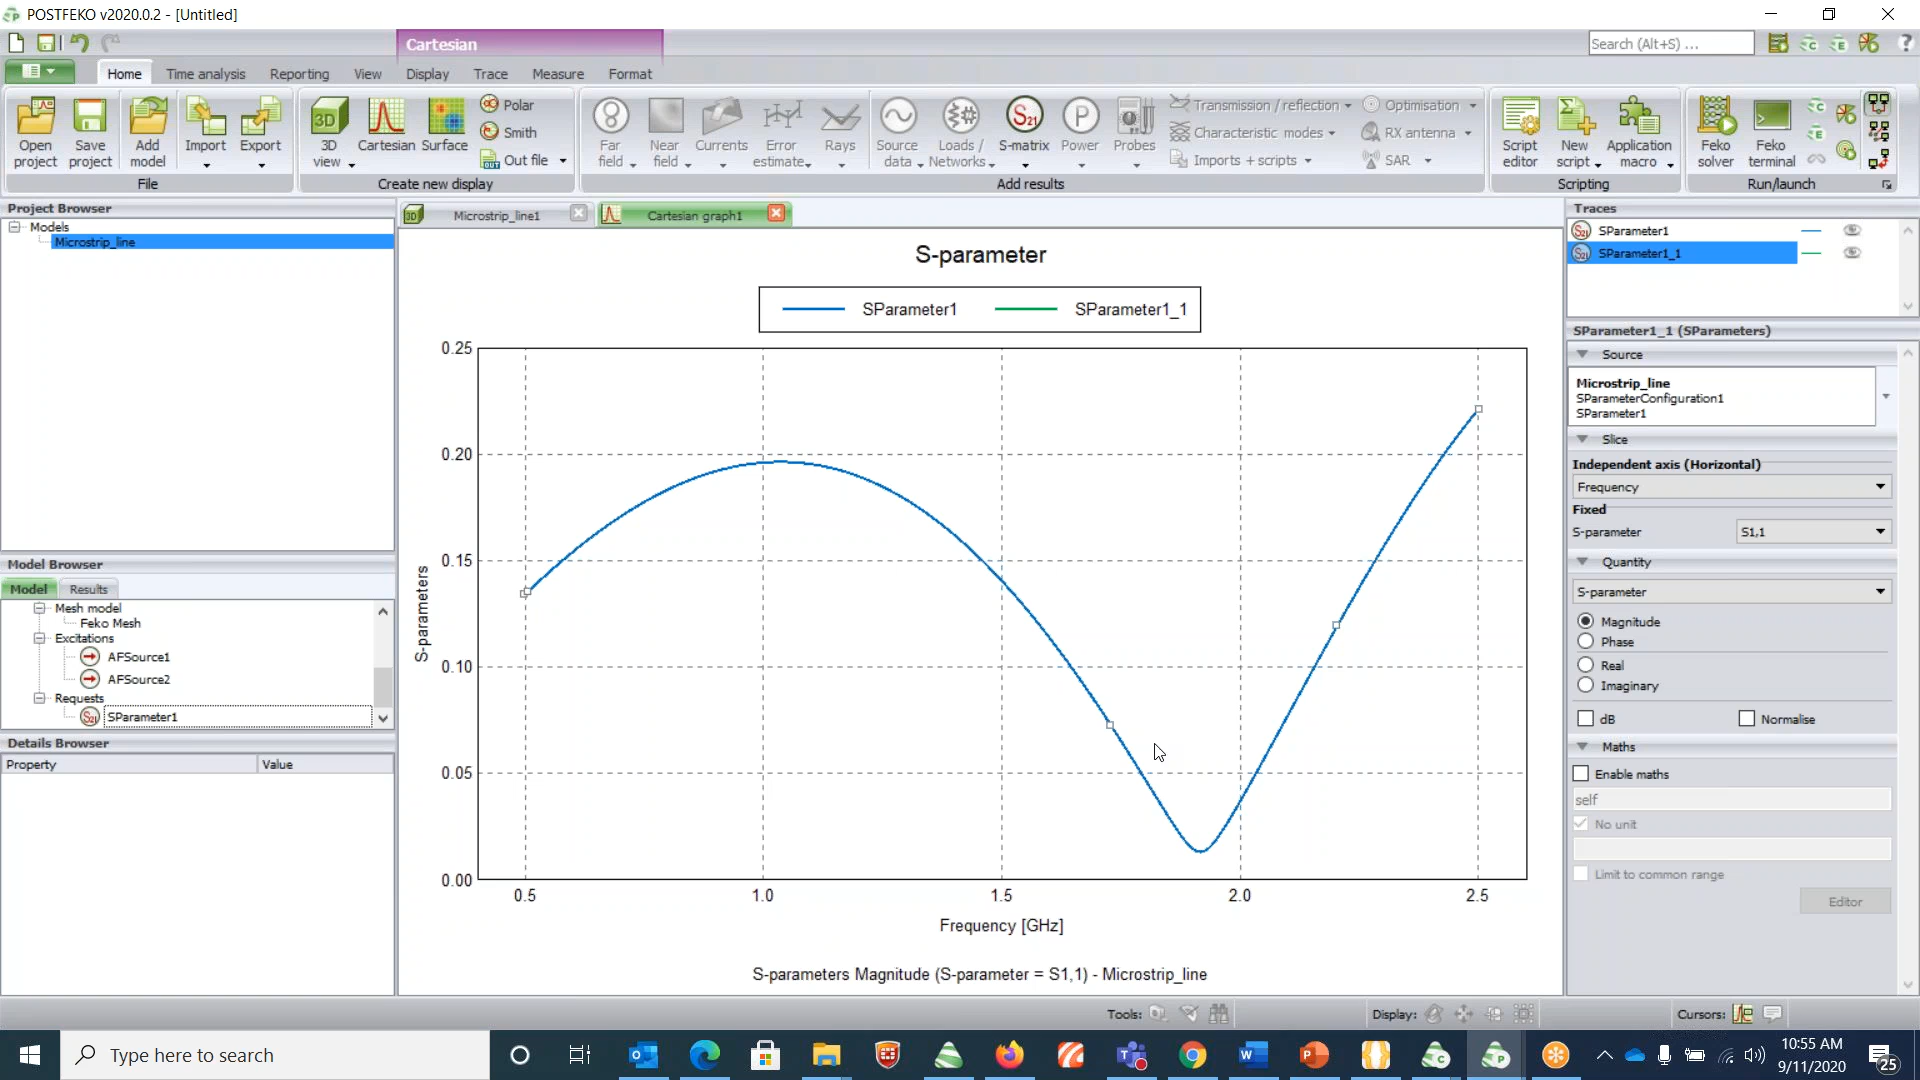 POSTFEKO v2020.0.2 - [Untitled]
Cartesian
Search (Alt+S) ...
Home Time analysis Reporting View Display Trace Measure Format
Open project
Save project
Add model
Import
Export
File
3D view
Cartesian
Surface
Polar
Smith
Out file
Create new display
Far field
Near field
Currents
Error estimate
Rays
Source data
Loads / Networks
S-matrix
Power
Probes
Transmission / reflection
Characteristic modes
Imports + scripts
Optimisation
RX antenna
SAR
Add results
Script editor
New script
Application macro
Scripting
Feko solver
Feko terminal
Run/launch
Project Browser
Models
Microstrip_line
Model Browser
Model Results
Mesh model
Feko Mesh
Excitations
AFSource1
AFSource2
Requests
SParameter1
Details Browser
Property Value
Microstrip_line1
Cartesian graph1
S-parameter
SParameter1 SParameter1_1
S-parameters
0.25
0.20
0.15
0.10
0.05
0.00
0.5 1.0 1.5 2.0 2.5
Frequency [GHz]
S-parameters Magnitude (S-parameter = S1,1) - Microstrip_line
Traces
SParameter1
SParameter1_1
SParameter1_1 (SParameters)
Source
Microstrip_line
SParameterConfiguration1
SParameter1
Slice
Independent axis (Horizontal)
Frequency
Fixed
S-parameter S1,1
Quantity
S-parameter
Magnitude
Phase
Real
Imaginary
dB Normalise
Maths
Enable maths
self
No unit
Limit to common range
Editor
Tools: Display: Cursors:
Type here to search
10:55 AM
9/11/2020
25